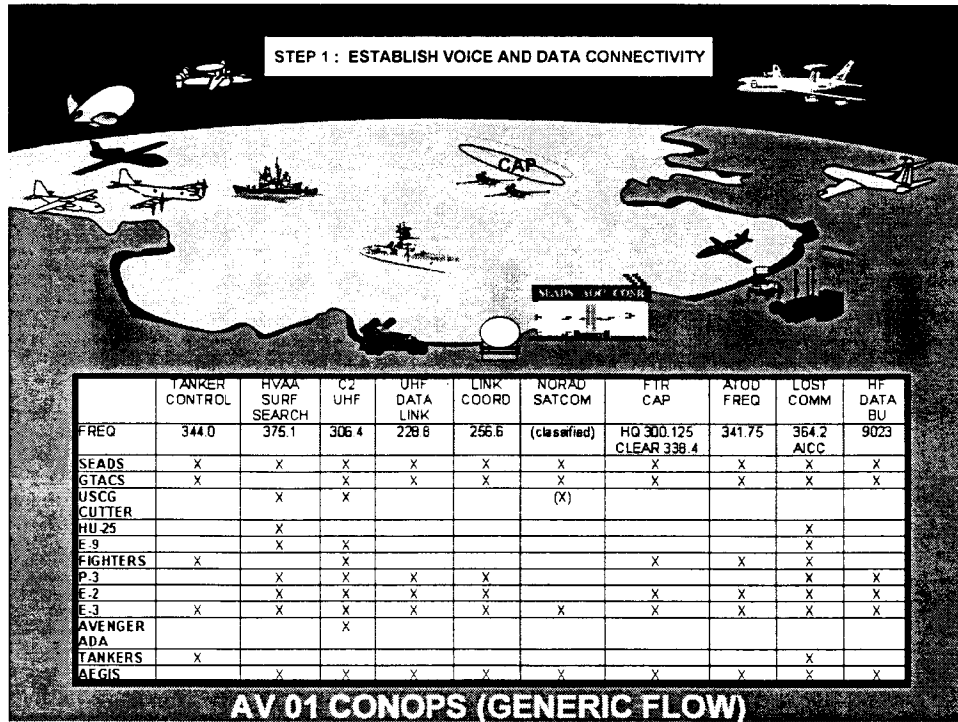 STEP 1 : ESTABLISH VOICE AND DATA CONNECTIVITY
CAP
SEADS AOC CONR
TANKER CONTROL HVAA SURF SEARCH C2 UHF UHF DATA LINK LINK COORD NORAD SATCOM FTR CAP ATOD FREQ LOST COMM HF DATA BU
FREQ 344.0 375.1 306.4 228.8 256.6 (classified) HQ 300.125 CLEAR 338.4 341.75 364.2 AICC 9023
SEADS X X X X X X X X X X
GTACS X X X X X X X X X
USCG CUTTER X X (X)
HU-25 X X
E-9 X X X
FIGHTERS X X X X X
P-3 X X X X X X
E-2 X X X X X X X X
E-3 X X X X X X X X X X
AVENGER ADA X
TANKERS X X
AEGIS X X X X X X X X X
AV 01 CONOPS (GENERIC FLOW)